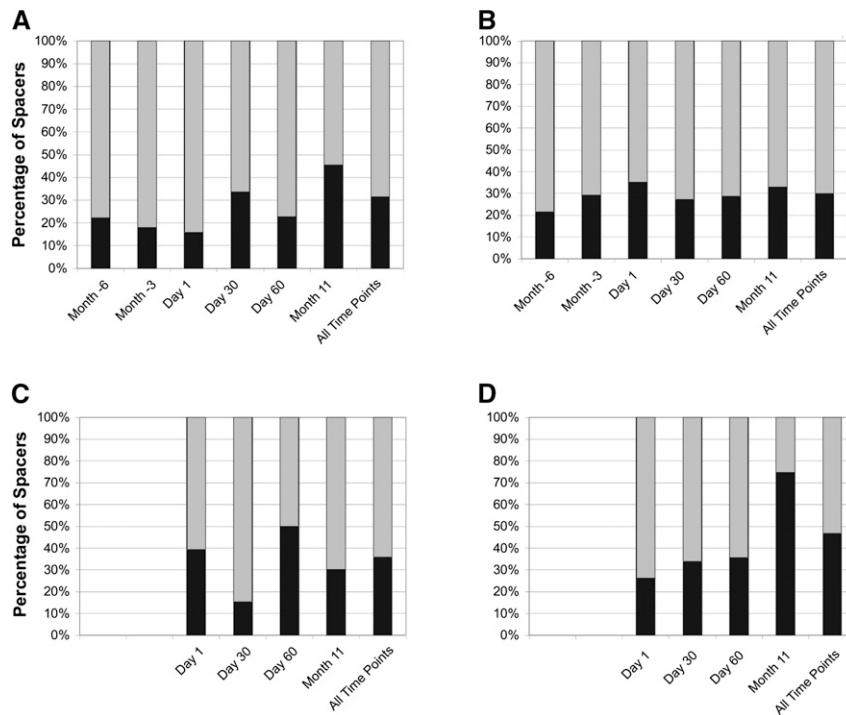 A
Percentage of Spacers
100%
90%
80%
70%
60%
50%
40%
30%
20%
10%
0%
Month -6
Month -3
Day 1
Day 30
Day 60
Month 11
All Time Points
B
100%
90%
80%
70%
60%
50%
40%
30%
20%
10%
0%
Month -6
Month -3
Day 1
Day 30
Day 60
Month 11
All Time Points
C
Percentage of Spacers
100%
90%
80%
70%
60%
50%
40%
30%
20%
10%
0%
Day 1
Day 30
Day 60
Month 11
All Time Points
D
100%
90%
80%
70%
60%
50%
40%
30%
20%
10%
0%
Day 1
Day 30
Day 60
Month 11
All Time Points